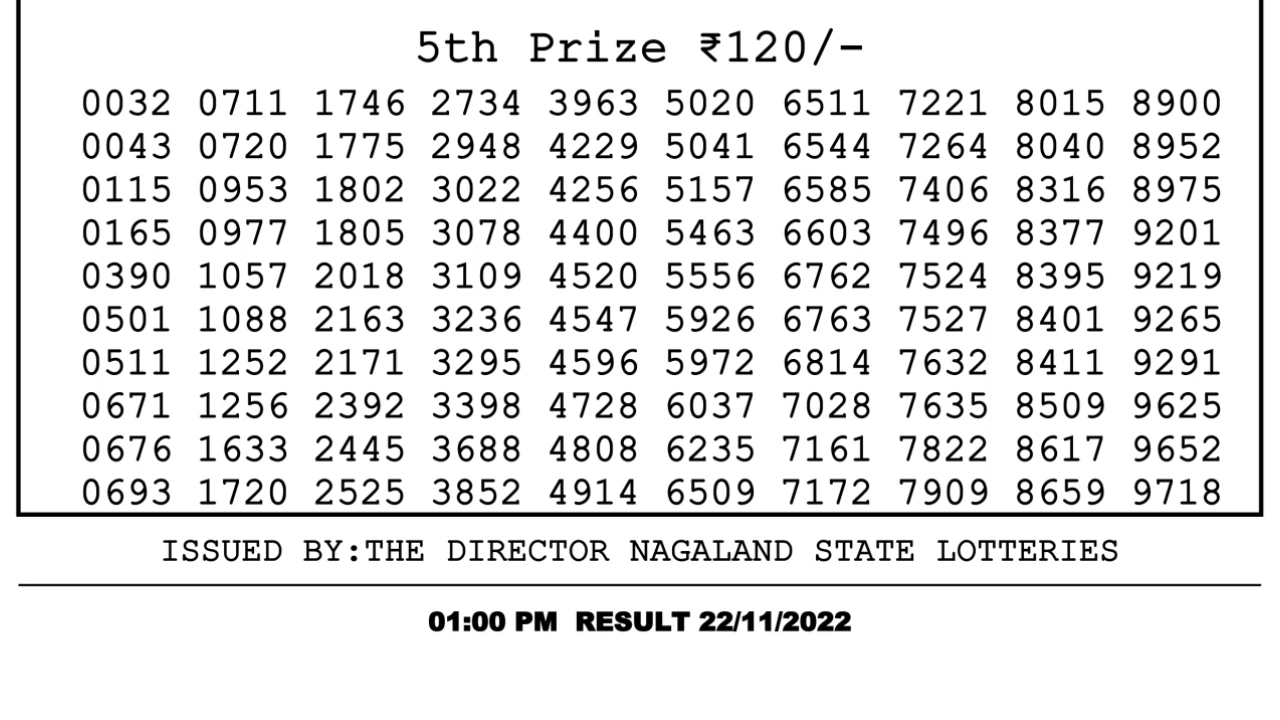 5th Prize ₹120/-
0032 0711 1746 2734 3963 5020 6511 7221 8015 8900
0043 0720 1775 2948 4229 5041 6544 7264 8040 8952
0115 0953 1802 3022 4256 5157 6585 7406 8316 8975
0165 0977 1805 3078 4400 5463 6603 7496 8377 9201
0390 1057 2018 3109 4520 5556 6762 7524 8395 9219
0501 1088 2163 3236 4547 5926 6763 7527 8401 9265
0511 1252 2171 3295 4596 5972 6814 7632 8411 9291
0671 1256 2392 3398 4728 6037 7028 7635 8509 9625
0676 1633 2445 3688 4808 6235 7161 7822 8617 9652
0693 1720 2525 3852 4914 6509 7172 7909 8659 9718
ISSUED BY:THE DIRECTOR NAGALAND STATE LOTTERIES
01:00 PM RESULT 22/11/2022